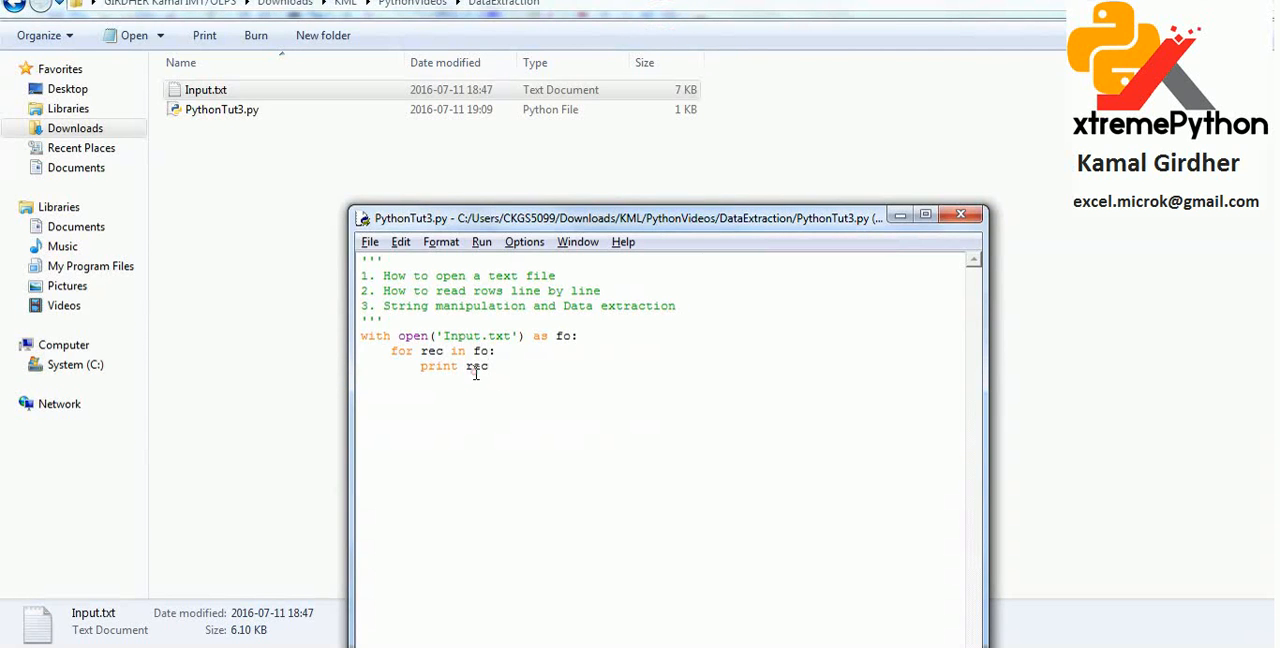 GIRDHER Kamal IMT/OLPS Downloads KML PythonVideos DataExtraction
Organize Open Print Burn New folder
Name Date modified Type Size
Favorites
Desktop
Libraries
Downloads
Recent Places
Documents
Libraries
Documents
Music
My Program Files
Pictures
Videos
Computer
System (C:)
Network
Input.txt 2016-07-11 18:47 Text Document 7 KB
PythonTut3.py 2016-07-11 19:09 Python File 1 KB
xtremePython
Kamal Girdher
excel.microk@gmail.com
PythonTut3.py - C:/Users/CKGS5099/Downloads/KML/PythonVideos/DataExtraction/PythonTut3.py (...
File Edit Format Run Options Window Help
'''
1. How to open a text file
2. How to read rows line by line
3. String manipulation and Data extraction
'''
with open('Input.txt') as fo:
for rec in fo:
print rec
Input.txt Date modified: 2016-07-11 18:47
Text Document Size: 6.10 KB